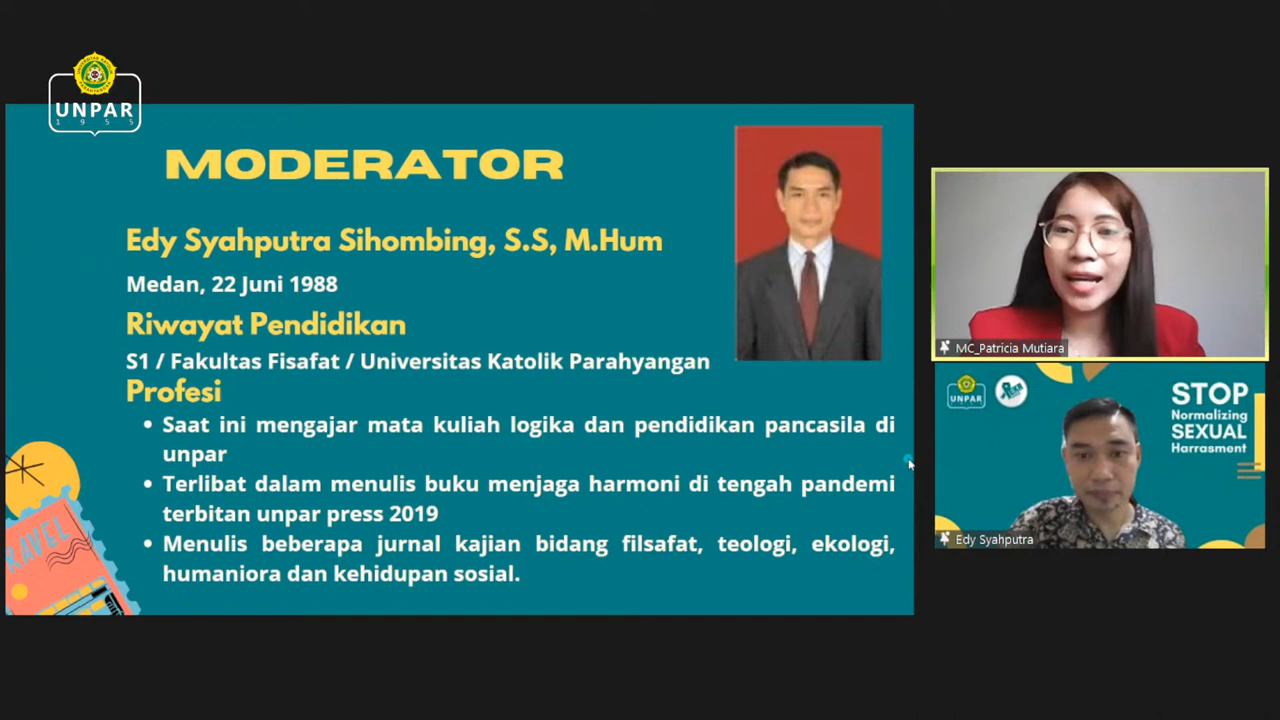 UNPAR
1955
MODERATOR
Edy Syahputra Sihombing, S.S, M.Hum
Medan, 22 Juni 1988
Riwayat Pendidikan
S1 / Fakultas Fisafat / Universitas Katolik Parahyangan
Profesi
• Saat ini mengajar mata kuliah logika dan pendidikan pancasila di
unpar
• Terlibat dalam menulis buku menjaga harmoni di tengah pandemi
terbitan unpar press 2019
• Menulis beberapa jurnal kajian bidang filsafat, teologi, ekologi,
humaniora dan kehidupan sosial.
TRAVEL
MC_Patricia Mutiara
UNPAR
STOP
Normalizing
SEXUAL
Harrasment
Edy Syahputra